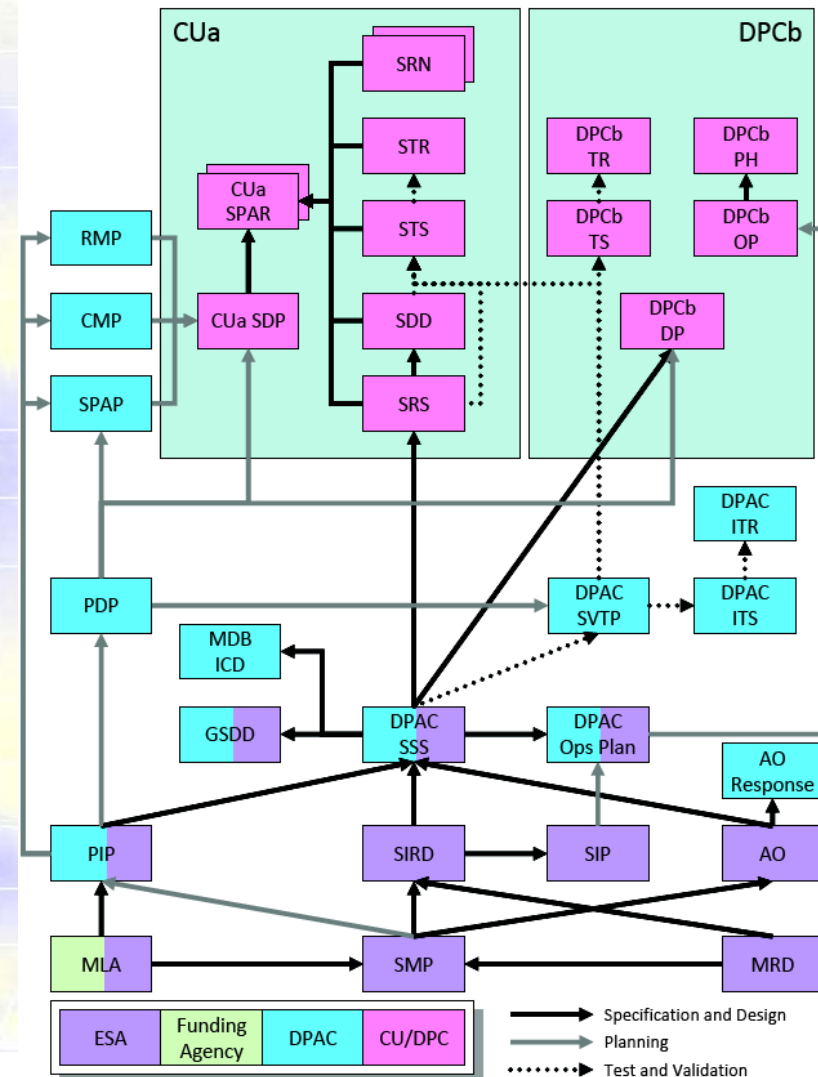 CUa
DPCb
SRN
STR
DPCb
TR
DPCb
PH
CUa
SPAR
STS
DPCb
TS
DPCb
OP
RMP
CMP
CUa SDP
SDD
DPCb
DP
SPAP
SRS
DPAC
ITR
PDP
DPAC
SVTP
DPAC
ITS
MDB
ICD
GSDD
DPAC
SSS
DPAC
Ops Plan
AO
Response
PIP
SIRD
SIP
AO
MLA
SMP
MRD
ESA
Funding
Agency
DPAC
CU/DPC
Specification and Design
Planning
Test and Validation